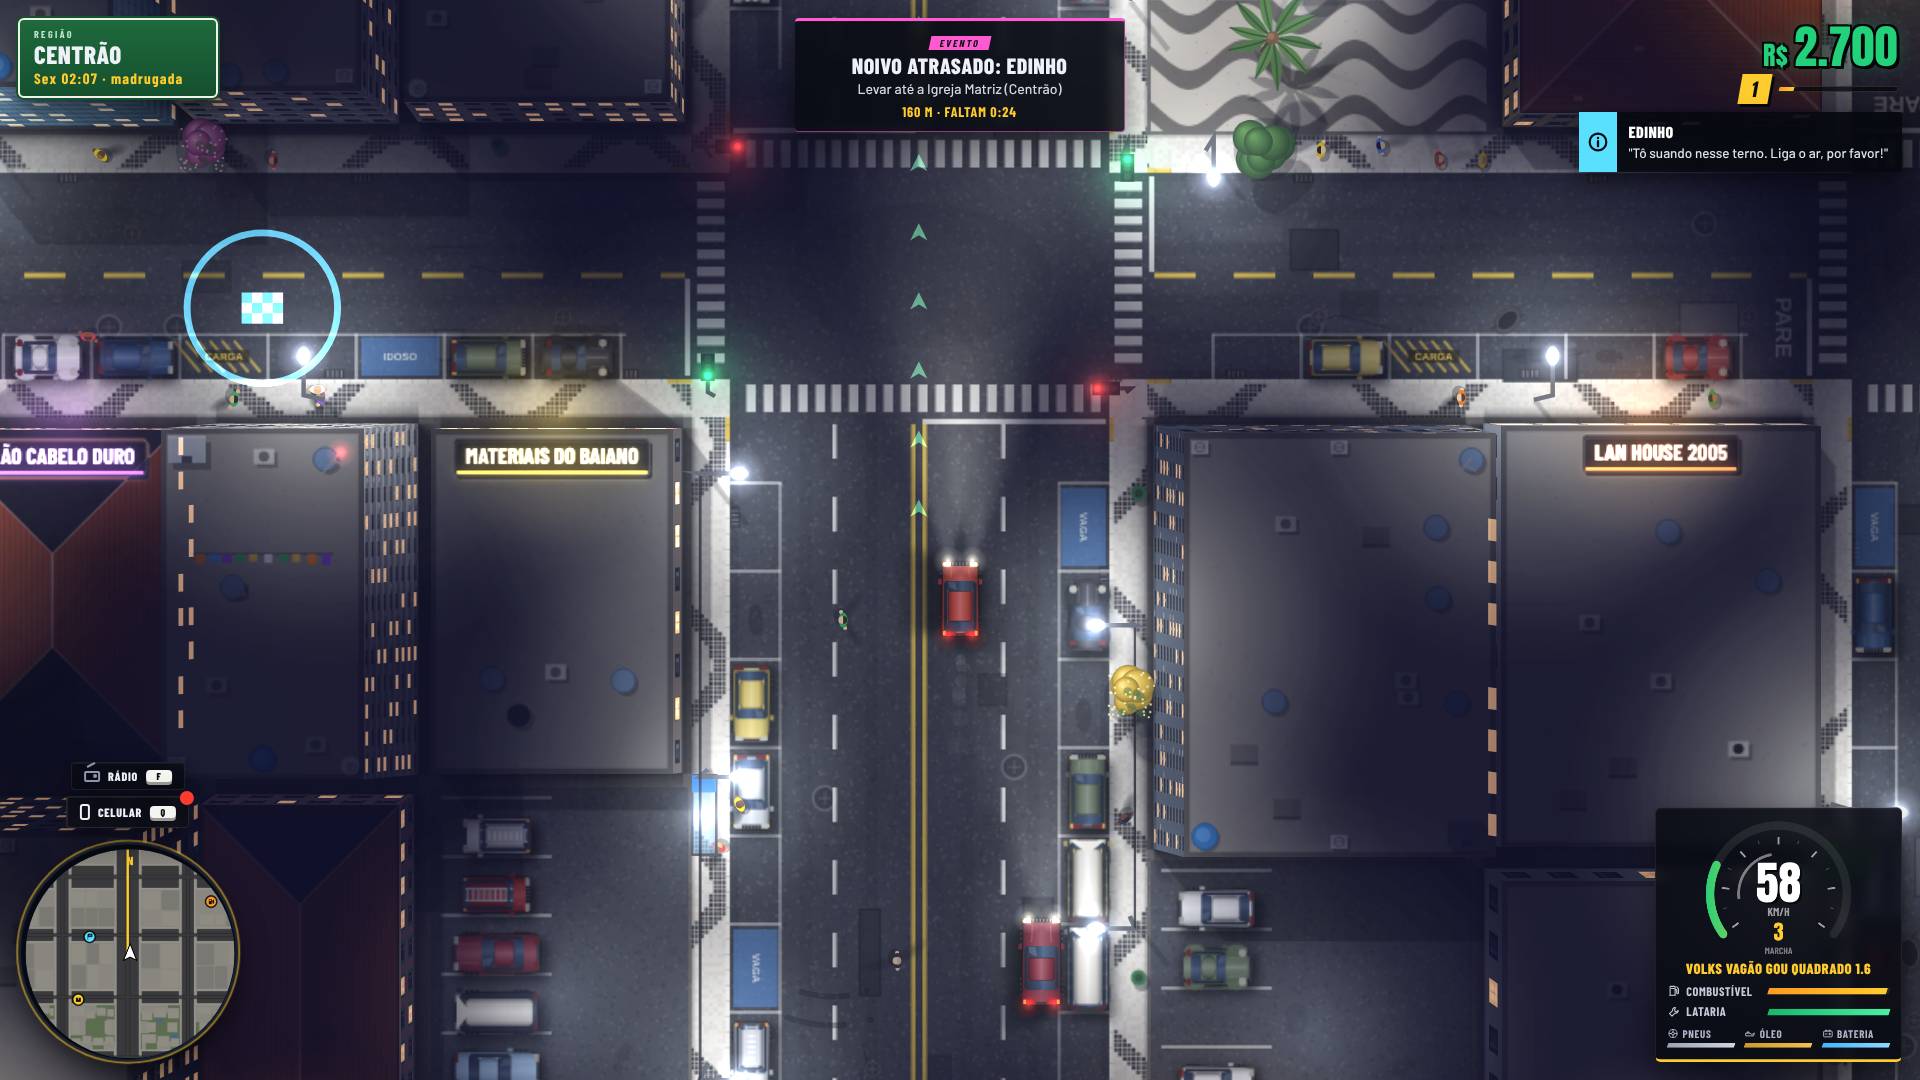 REGIÃO
CENTRÃO
Sex 02:07 · madrugada
EVENTO
NOIVO ATRASADO: EDINHO
Levar até a Igreja Matriz (Centrão)
160 M · FALTAM 0:24
R$ 2.700
1
EDINHO
"Tô suando nesse terno. Liga o ar, por favor!"
PARE
CARGA
IDOSO
CARGA
PARE
ÃO CABELO DURO
MATERIAIS DO BAIANO
LAN HOUSE 2005
VAGA
VAGA
VAGA
RÁDIO F
CELULAR Q
N
P
M
58
KM/H
3
MARCHA
VOLKS VAGÃO GOU QUADRADO 1.6
COMBUSTÍVEL
LATARIA
PNEUS ÓLEO BATERIA